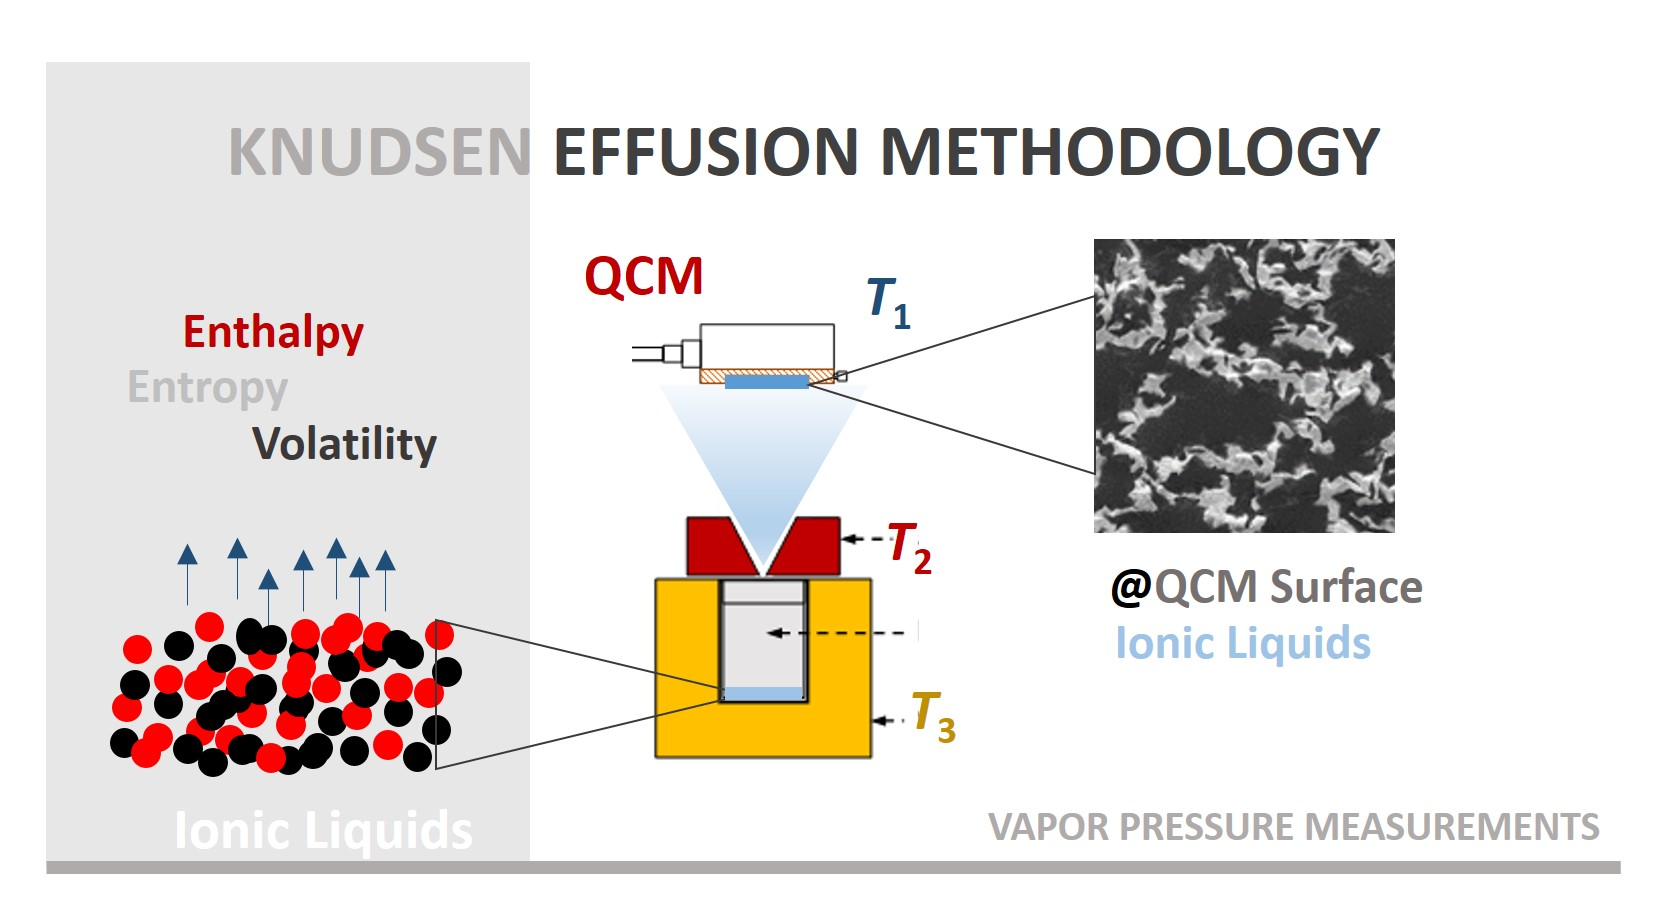 KNUDSEN EFFUSION METHODOLOGY
QCM
T1
Enthalpy
Entropy
Volatility
T2
@QCM Surface
Ionic Liquids
T3
Ionic Liquids
VAPOR PRESSURE MEASUREMENTS